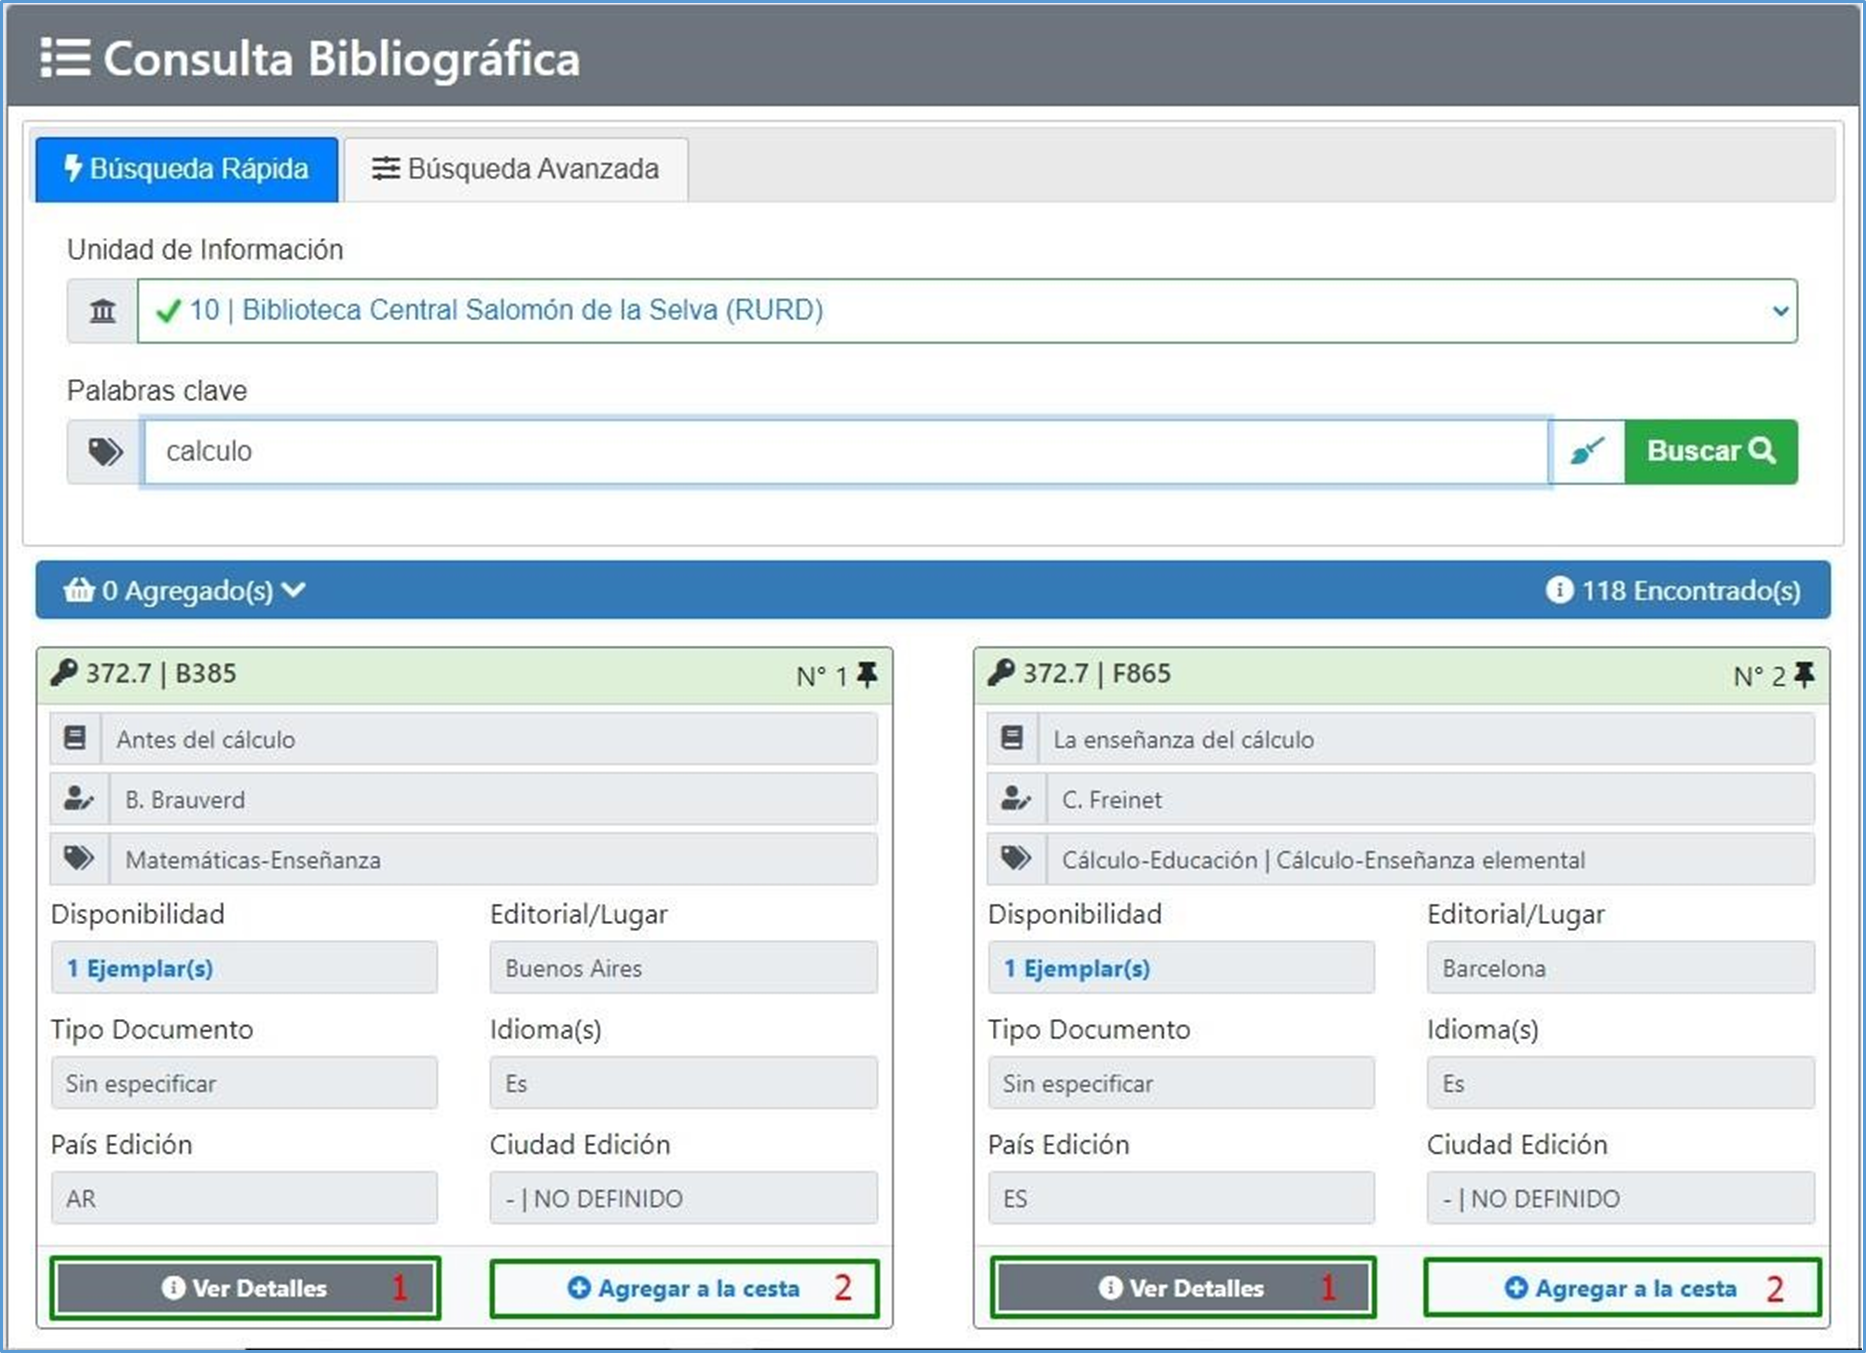 Consulta Bibliográfica
Búsqueda Rápida
Búsqueda Avanzada
Unidad de Información
10 | Biblioteca Central Salomón de la Selva (RURD)
Palabras clave
calculo
Buscar
0 Agregado(s)
118 Encontrado(s)
372.7 | B385
N° 1
Antes del cálculo
B. Brauverd
Matemáticas-Enseñanza
Disponibilidad
Editorial/Lugar
1 Ejemplar(s)
Buenos Aires
Tipo Documento
Idioma(s)
Sin especificar
Es
País Edición
Ciudad Edición
AR
- | NO DEFINIDO
Ver Detalles 1
Agregar a la cesta 2
372.7 | F865
N° 2
La enseñanza del cálculo
C. Freinet
Cálculo-Educación | Cálculo-Enseñanza elemental
Disponibilidad
Editorial/Lugar
1 Ejemplar(s)
Barcelona
Tipo Documento
Idioma(s)
Sin especificar
Es
País Edición
Ciudad Edición
ES
- | NO DEFINIDO
Ver Detalles 1
Agregar a la cesta 2